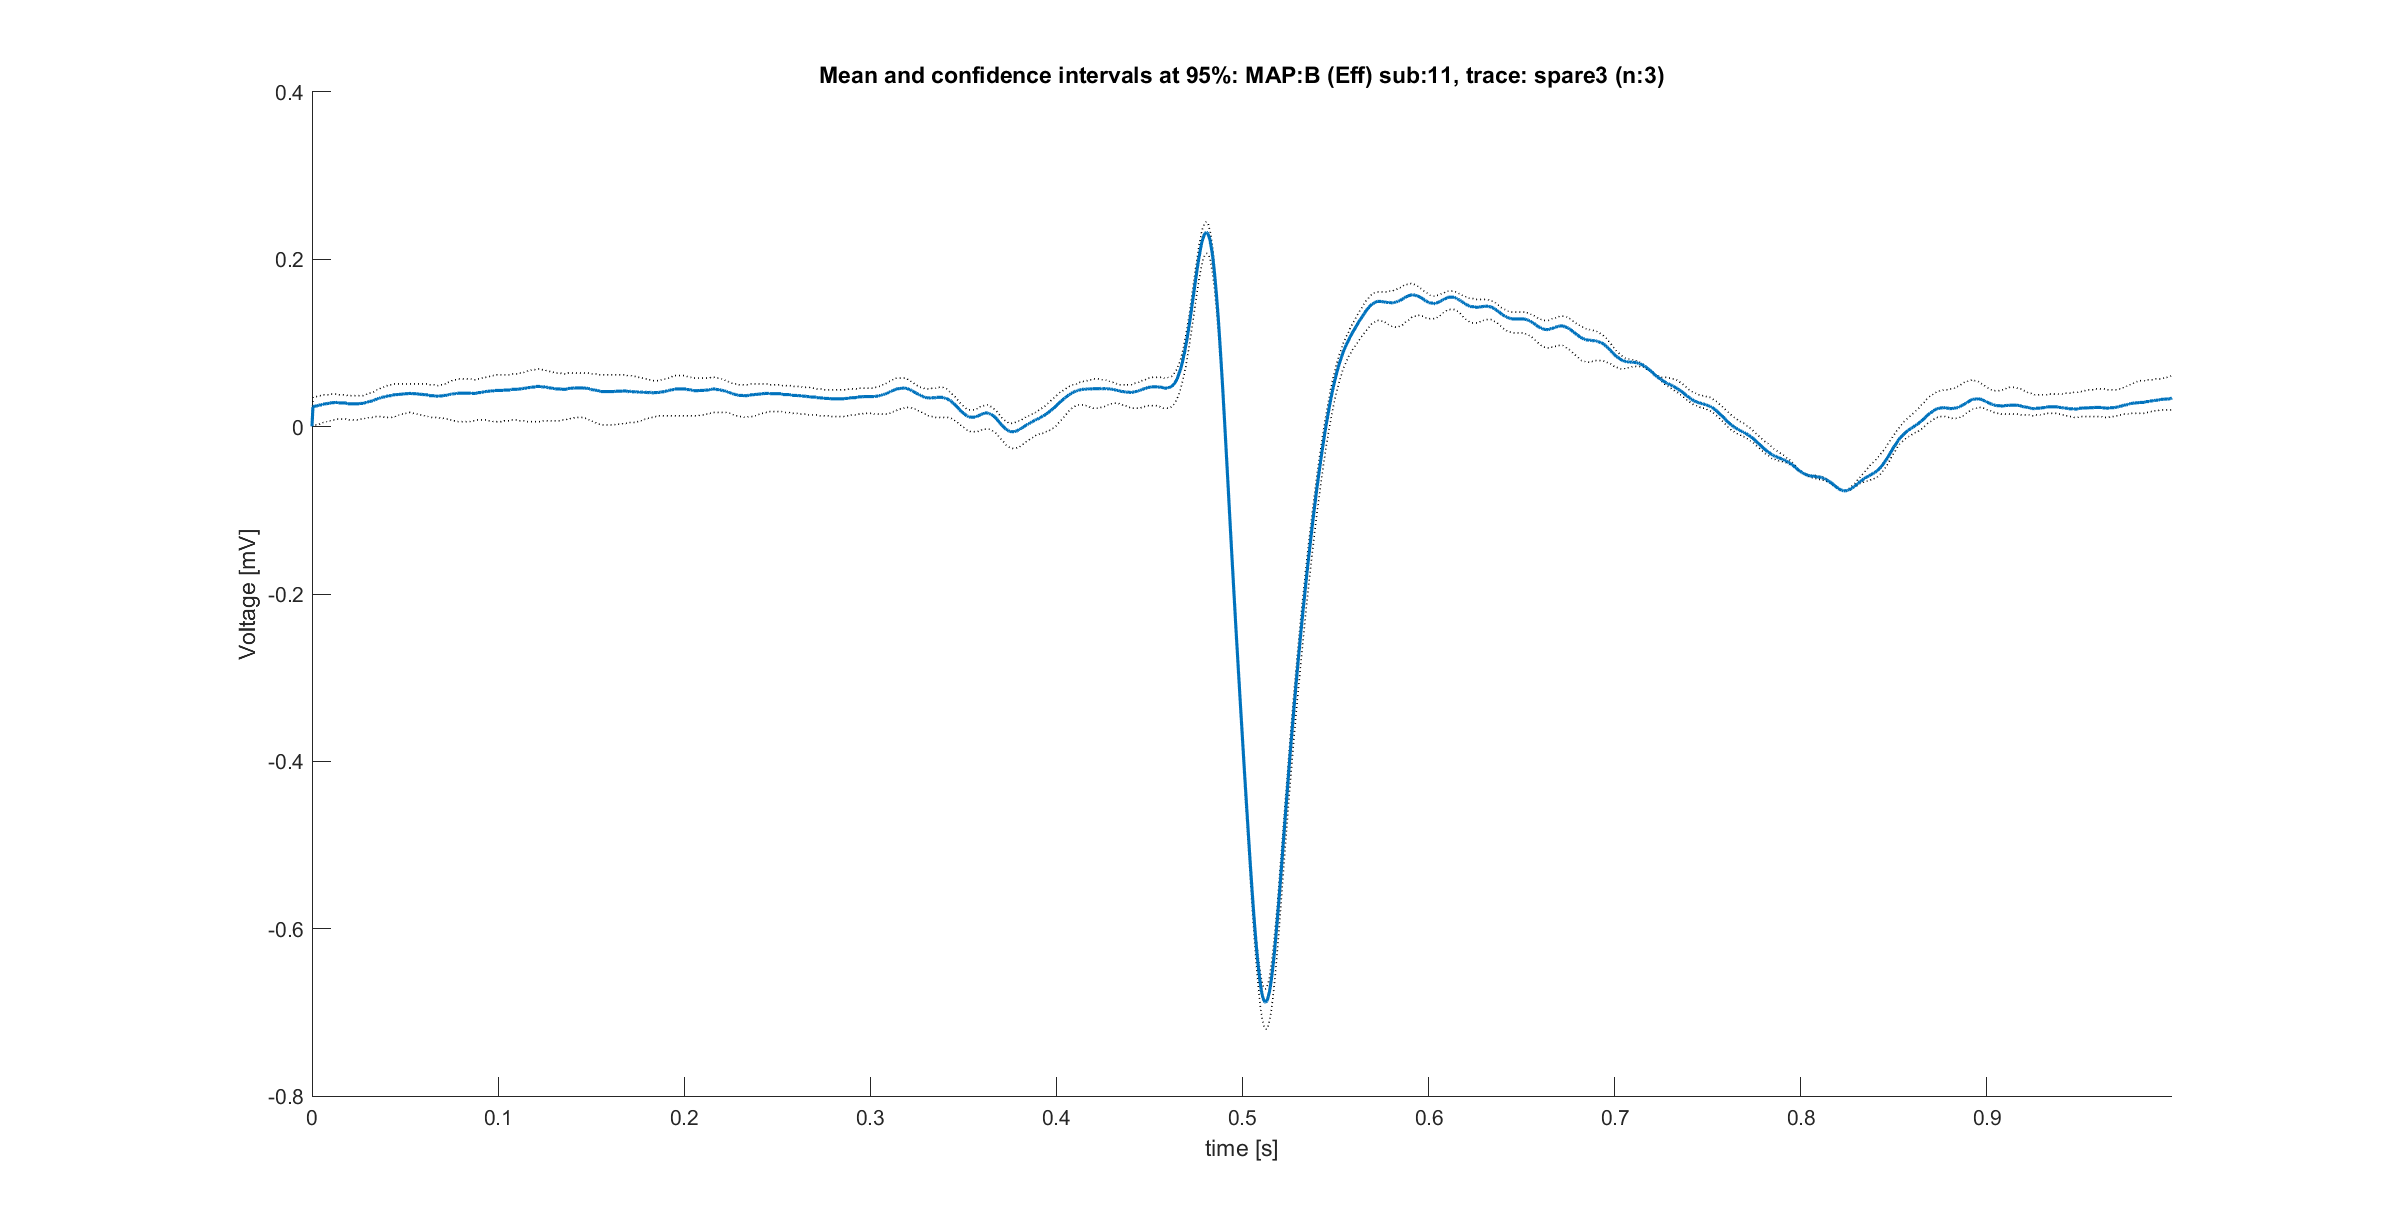 Mean and confidence intervals at 95%: MAP:B (Eff) sub:11, trace: spare3 (n:3)
0.4
0.2
0
-0.2
-0.4
-0.6
-0.8
Voltage [mV]
0 0.1 0.2 0.3 0.4 0.5 0.6 0.7 0.8 0.9
time [s]